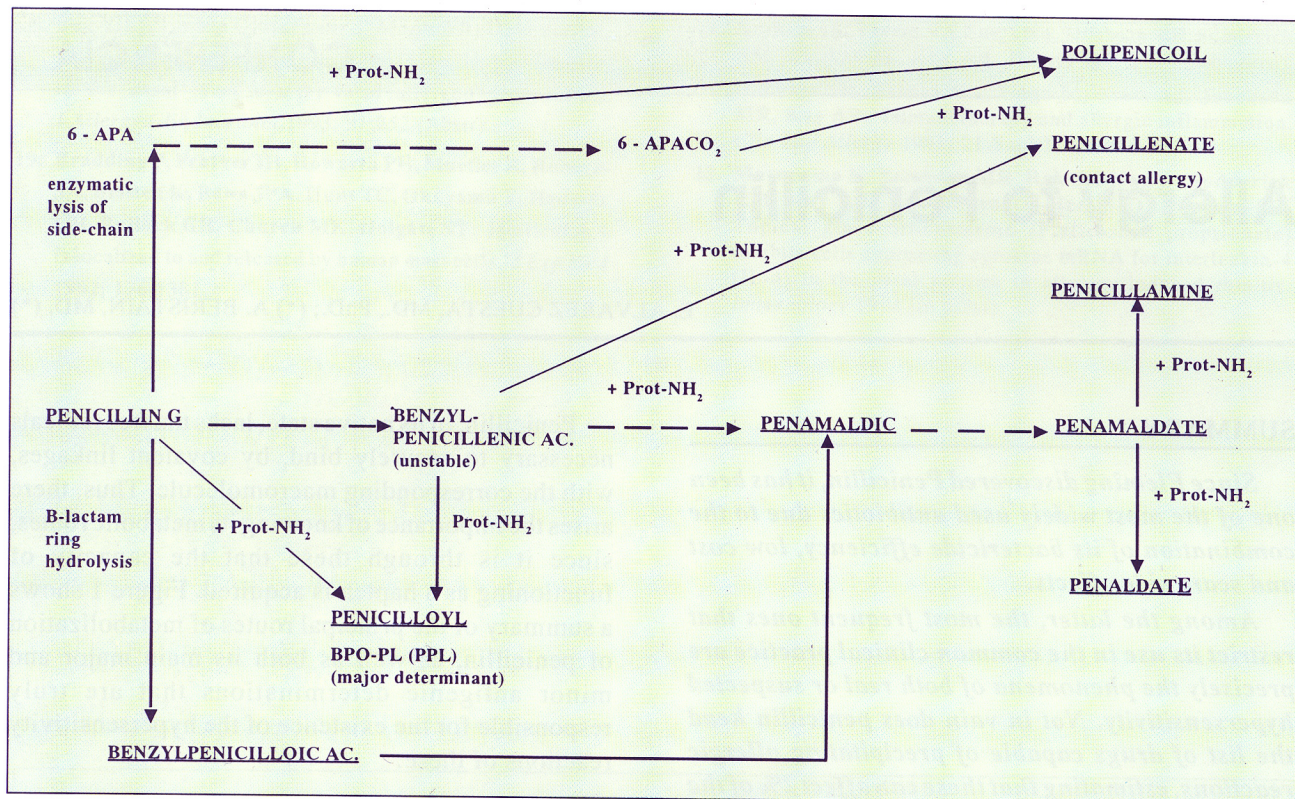 POLIPENICOIL
+ Prot-NH₂
6 - APA
6 - APACO₂
+ Prot-NH₂
PENICILLENATE
(contact allergy)
enzymatic
lysis of
side-chain
+ Prot-NH₂
PENICILLAMINE
+ Prot-NH₂
+ Prot-NH₂
PENICILLIN G
BENZYL-
PENICILLENIC AC.
(unstable)
PENAMALDIC
PENAMALDATE
B-lactam
ring
hydrolysis
+ Prot-NH₂
Prot-NH₂
+ Prot-NH₂
PENALDATE
PENICILLOYL
BPO-PL (PPL)
(major determinant)
BENZYLPENICILLOIC AC.